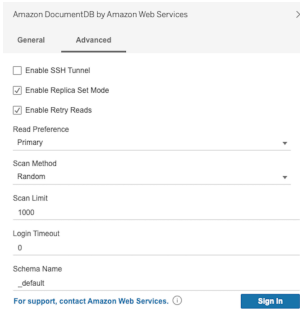 Amazon DocumentDB by Amazon Web Services
General Advanced
Enable SSH Tunnel
Enable Replica Set Mode
Enable Retry Reads
Read Preference
Primary
Scan Method
Random
Scan Limit
1000
Login Timeout
0
Schema Name
_default
For support, contact Amazon Web Services.
Sign In